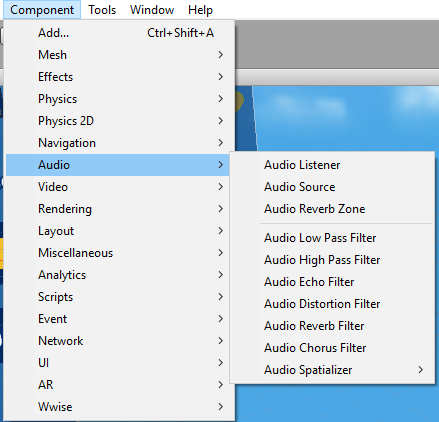 Component Tools Window Help
Add... Ctrl+Shift+A
Mesh
Effects
Physics
Physics 2D
Navigation
Audio
Video
Rendering
Layout
Miscellaneous
Analytics
Scripts
Event
Network
UI
AR
Wwise
Audio Listener
Audio Source
Audio Reverb Zone
Audio Low Pass Filter
Audio High Pass Filter
Audio Echo Filter
Audio Distortion Filter
Audio Reverb Filter
Audio Chorus Filter
Audio Spatializer